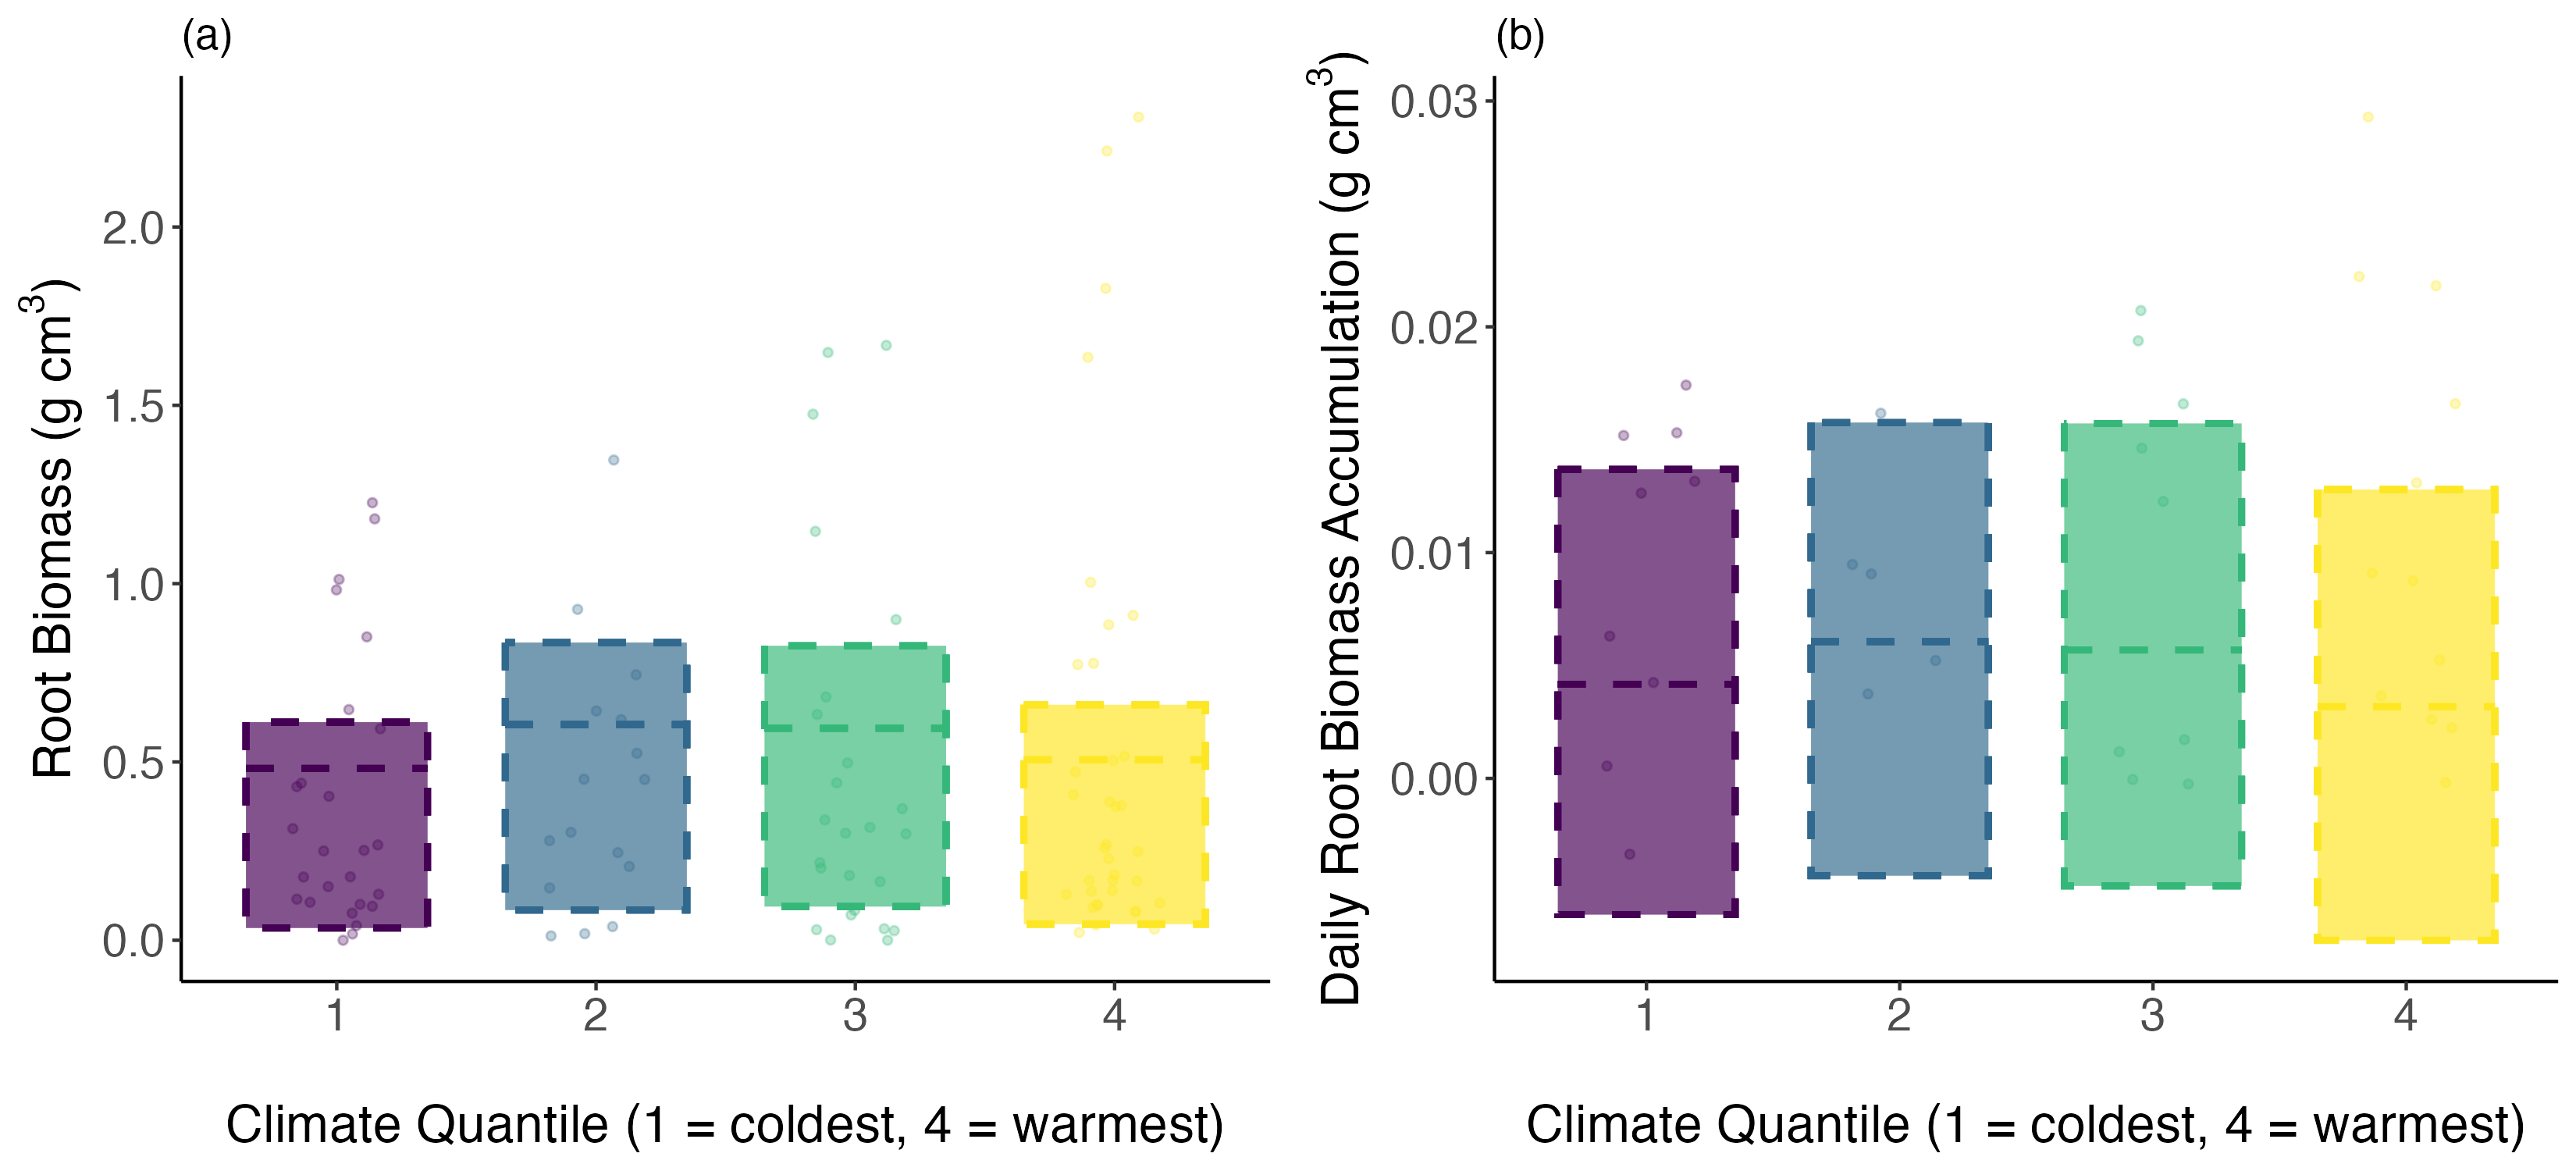 (a)
Root Biomass (g cm³)
2.0
1.5
1.0
0.5
0.0
1 2 3 4
Climate Quantile (1 = coldest, 4 = warmest)
(b)
Daily Root Biomass Accumulation (g cm³)
0.03
0.02
0.01
0.00
1 2 3 4
Climate Quantile (1 = coldest, 4 = warmest)